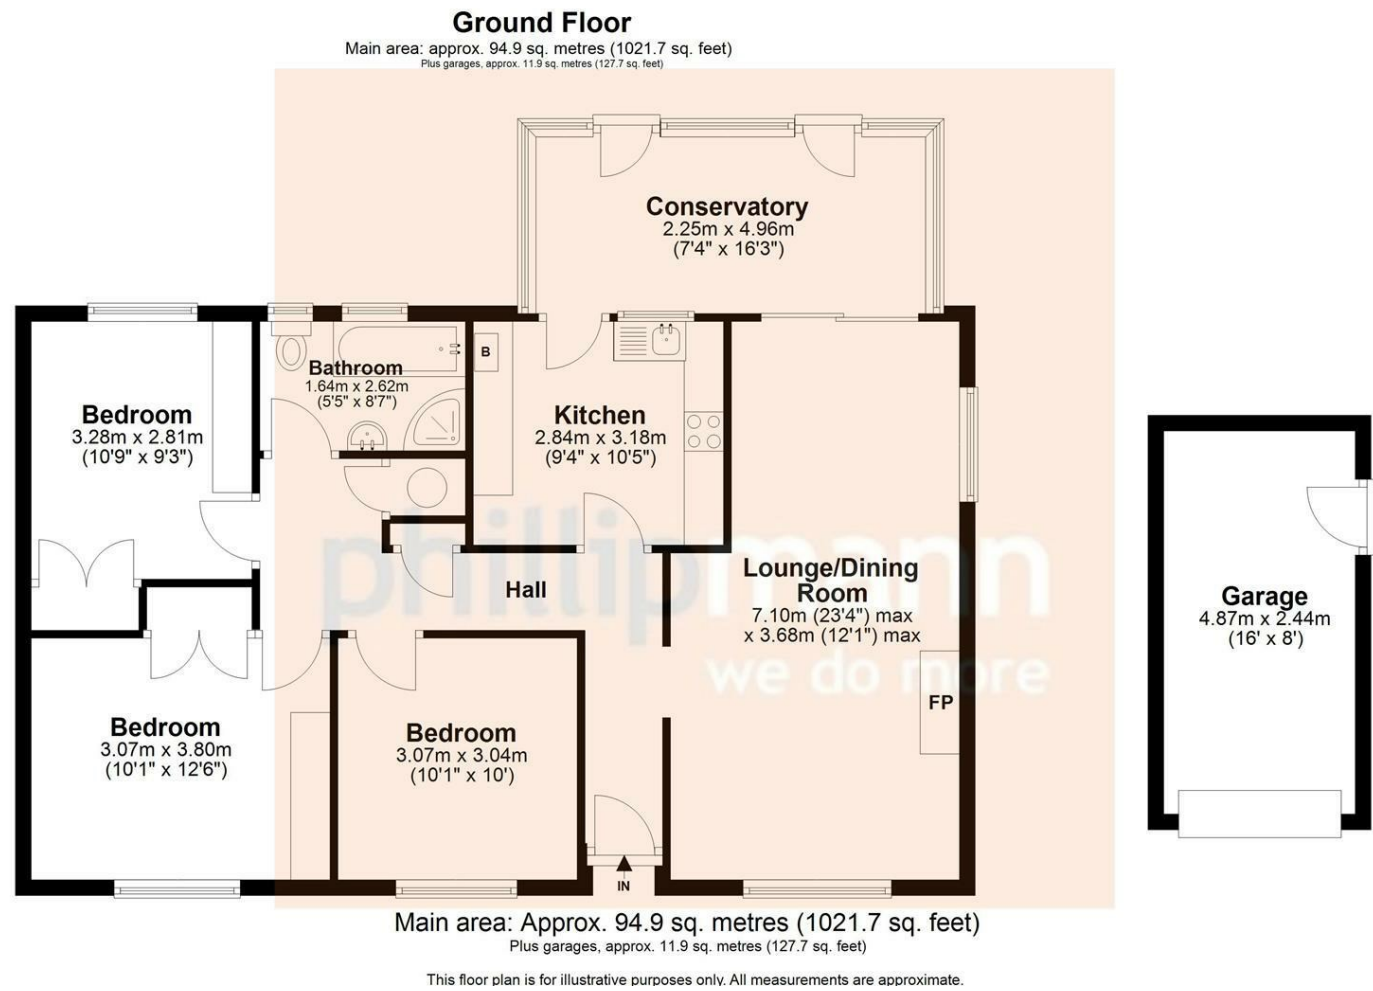 Ground Floor
Main area: approx. 94.9 sq. metres (1021.7 sq. feet)
Plus garages, approx. 11.9 sq. metres (127.7 sq. feet)
Conservatory
2.25m x 4.96m
(7'4" x 16'3")
Bathroom
1.64m x 2.62m
(5'5" x 8'7")
B
Bedroom
3.28m x 2.81m
(10'9" x 9'3")
Kitchen
2.84m x 3.18m
(9'4" x 10'5")
phillipmann
we do more
Hall
Lounge/Dining
Room
7.10m (23'4") max
x 3.68m (12'1") max
Garage
4.87m x 2.44m
(16' x 8')
FP
Bedroom
3.07m x 3.80m
(10'1" x 12'6")
Bedroom
3.07m x 3.04m
(10'1" x 10')
IN
Main area: Approx. 94.9 sq. metres (1021.7 sq. feet)
Plus garages, approx. 11.9 sq. metres (127.7 sq. feet)
This floor plan is for illustrative purposes only. All measurements are approximate.